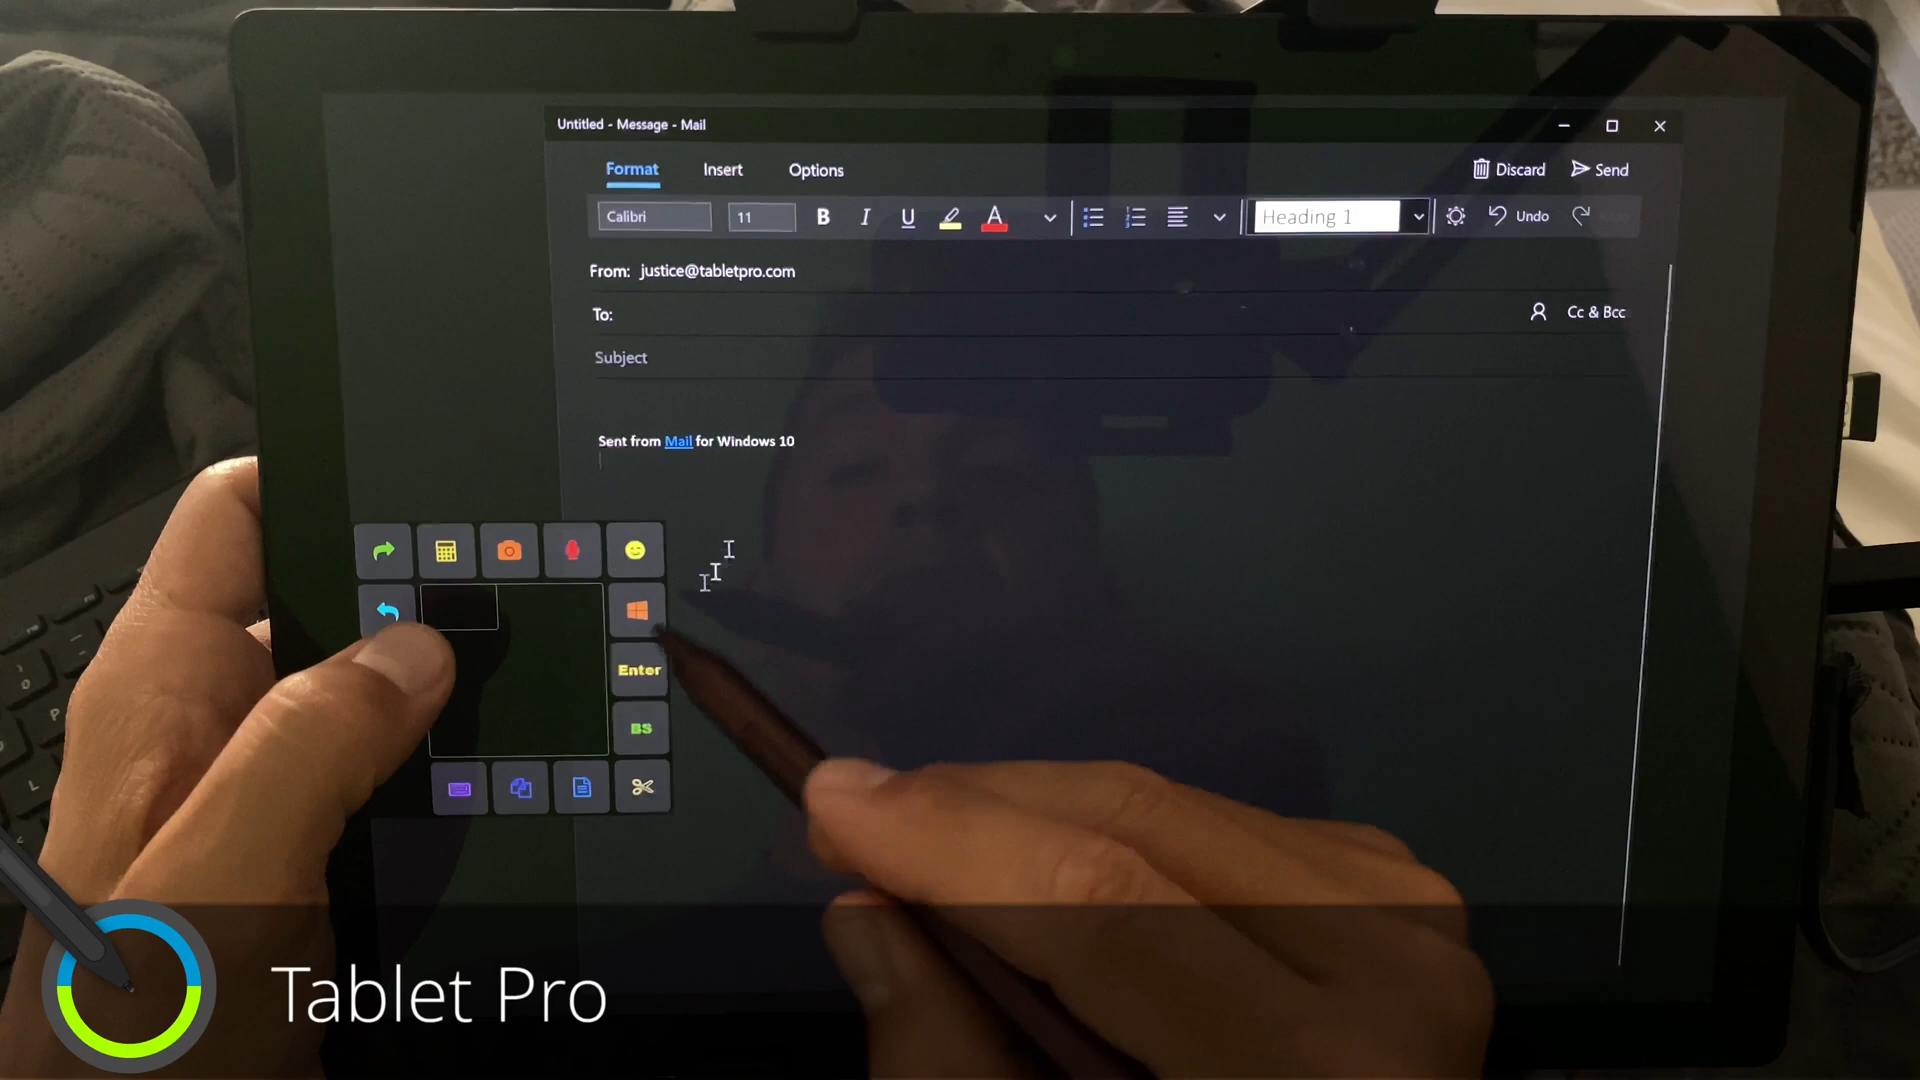 Untitled - Message - Mail
Format Insert Options Discard Send
Calibri 11 B I U A Heading 1 Undo
From: justice@tabletpro.com
To: Cc & Bcc
Subject
Sent from Mail for Windows 10
Enter
BS
P
L
Tablet Pro